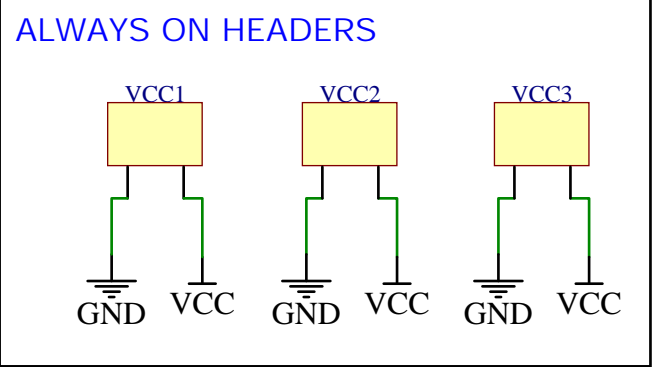 ALWAYS ON HEADERS
VCC1 VCC2 VCC3
GND VCC GND VCC GND VCC